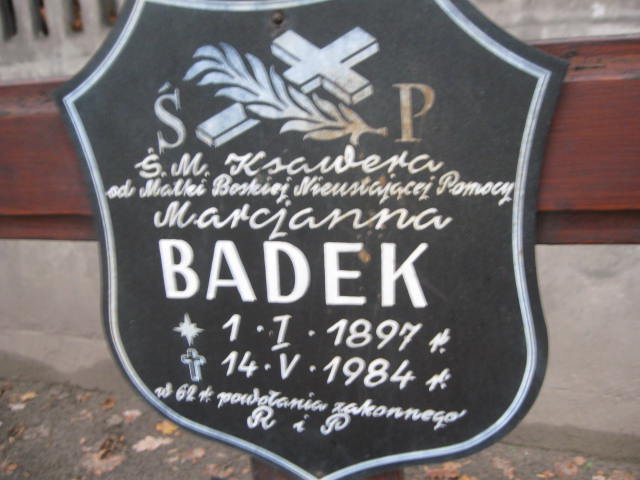 Ś P
Ś. M. Ksawera
od Matki Boskiej Nieustającej Pomocy
Marcjanna
BADEK
1·I·1897 r.
14·V·1984 r.
w 62 r. powołania zakonnego
R i P